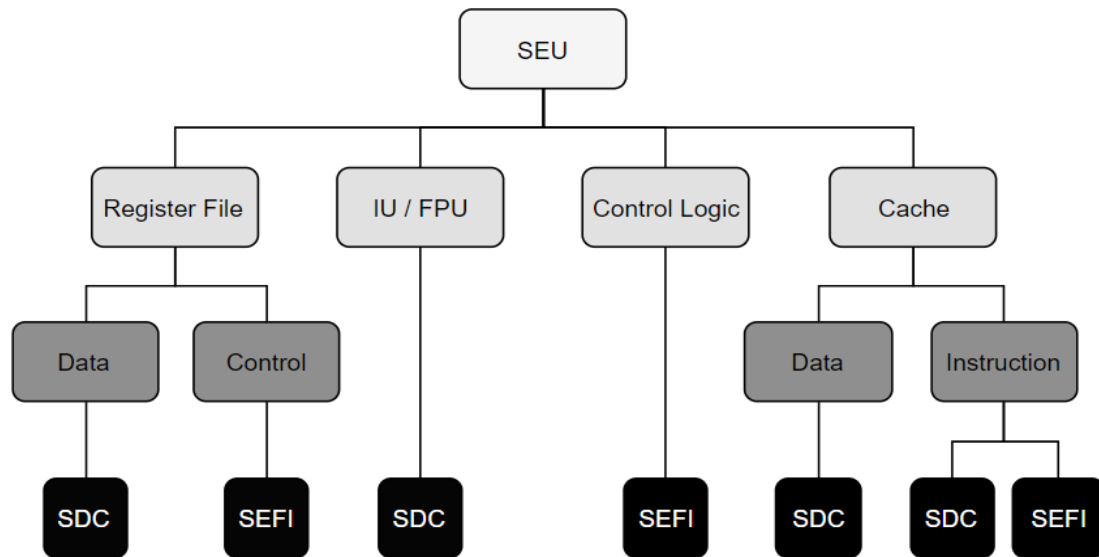 SEU
Register File
IU / FPU
Control Logic
Cache
Data
Control
Data
Instruction
SDC
SEFI
SDC
SEFI
SDC
SDC
SEFI